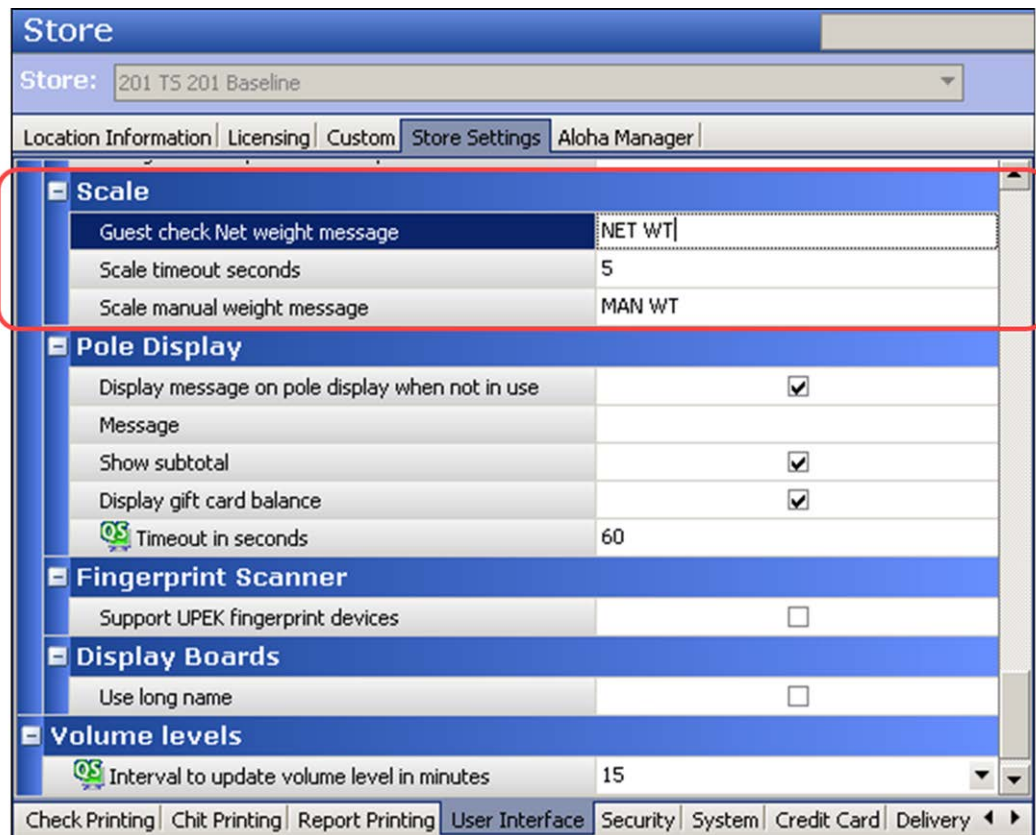 Store
Store: 201 TS 201 Baseline
Location Information Licensing Custom Store Settings Aloha Manager
Scale
Guest check Net weight message NET WT
Scale timeout seconds 5
Scale manual weight message MAN WT
Pole Display
Display message on pole display when not in use
Message
Show subtotal
Display gift card balance
QS Timeout in seconds 60
Fingerprint Scanner
Support UPEK fingerprint devices
Display Boards
Use long name
Volume levels
QS Interval to update volume level in minutes 15
Check Printing Chit Printing Report Printing User Interface Security System Credit Card Delivery